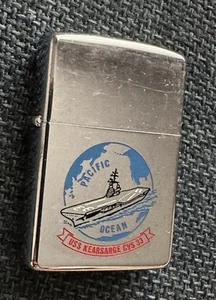 PACIFIC
OCEAN
USS KEARSARGE CVS-33